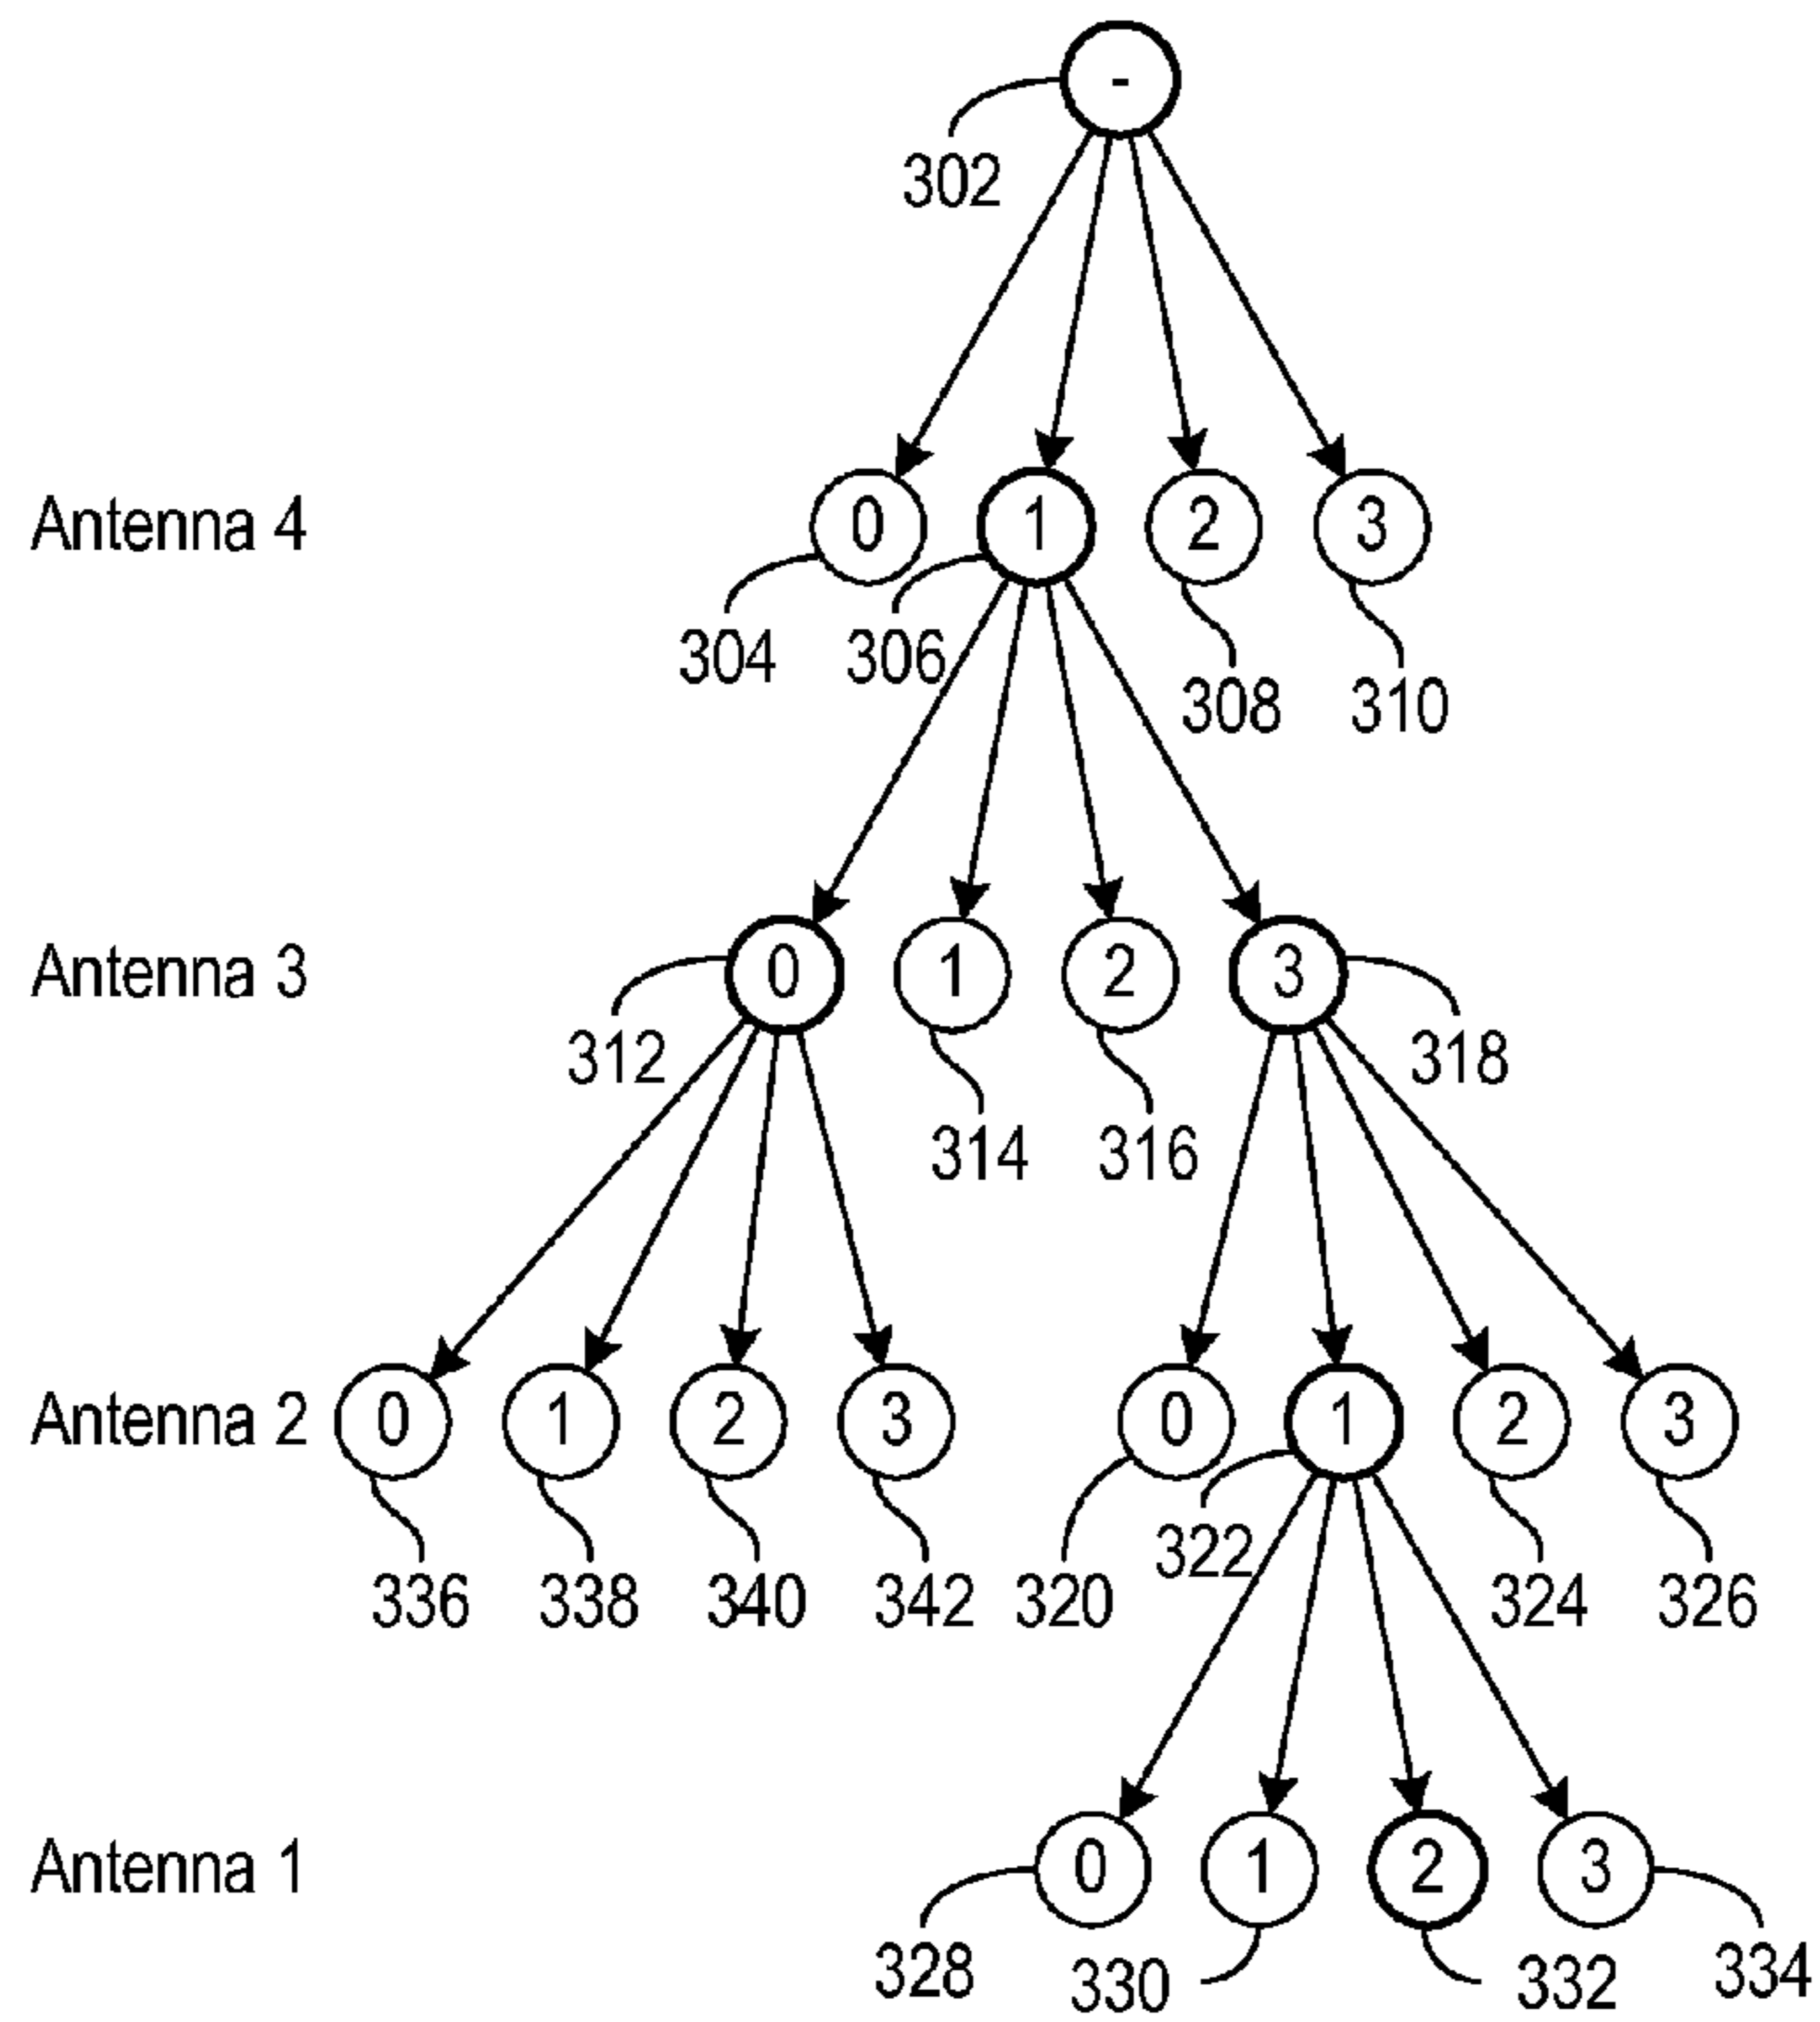 -
302
Antenna 4 0 1 2 3
304 306 308 310
Antenna 3 0 1 2 3
312 314 316 318
Antenna 2 0 1 2 3 0 1 2 3
336 338 340 342 320 322 324 326
Antenna 1 0 1 2 3
328 330 332 334